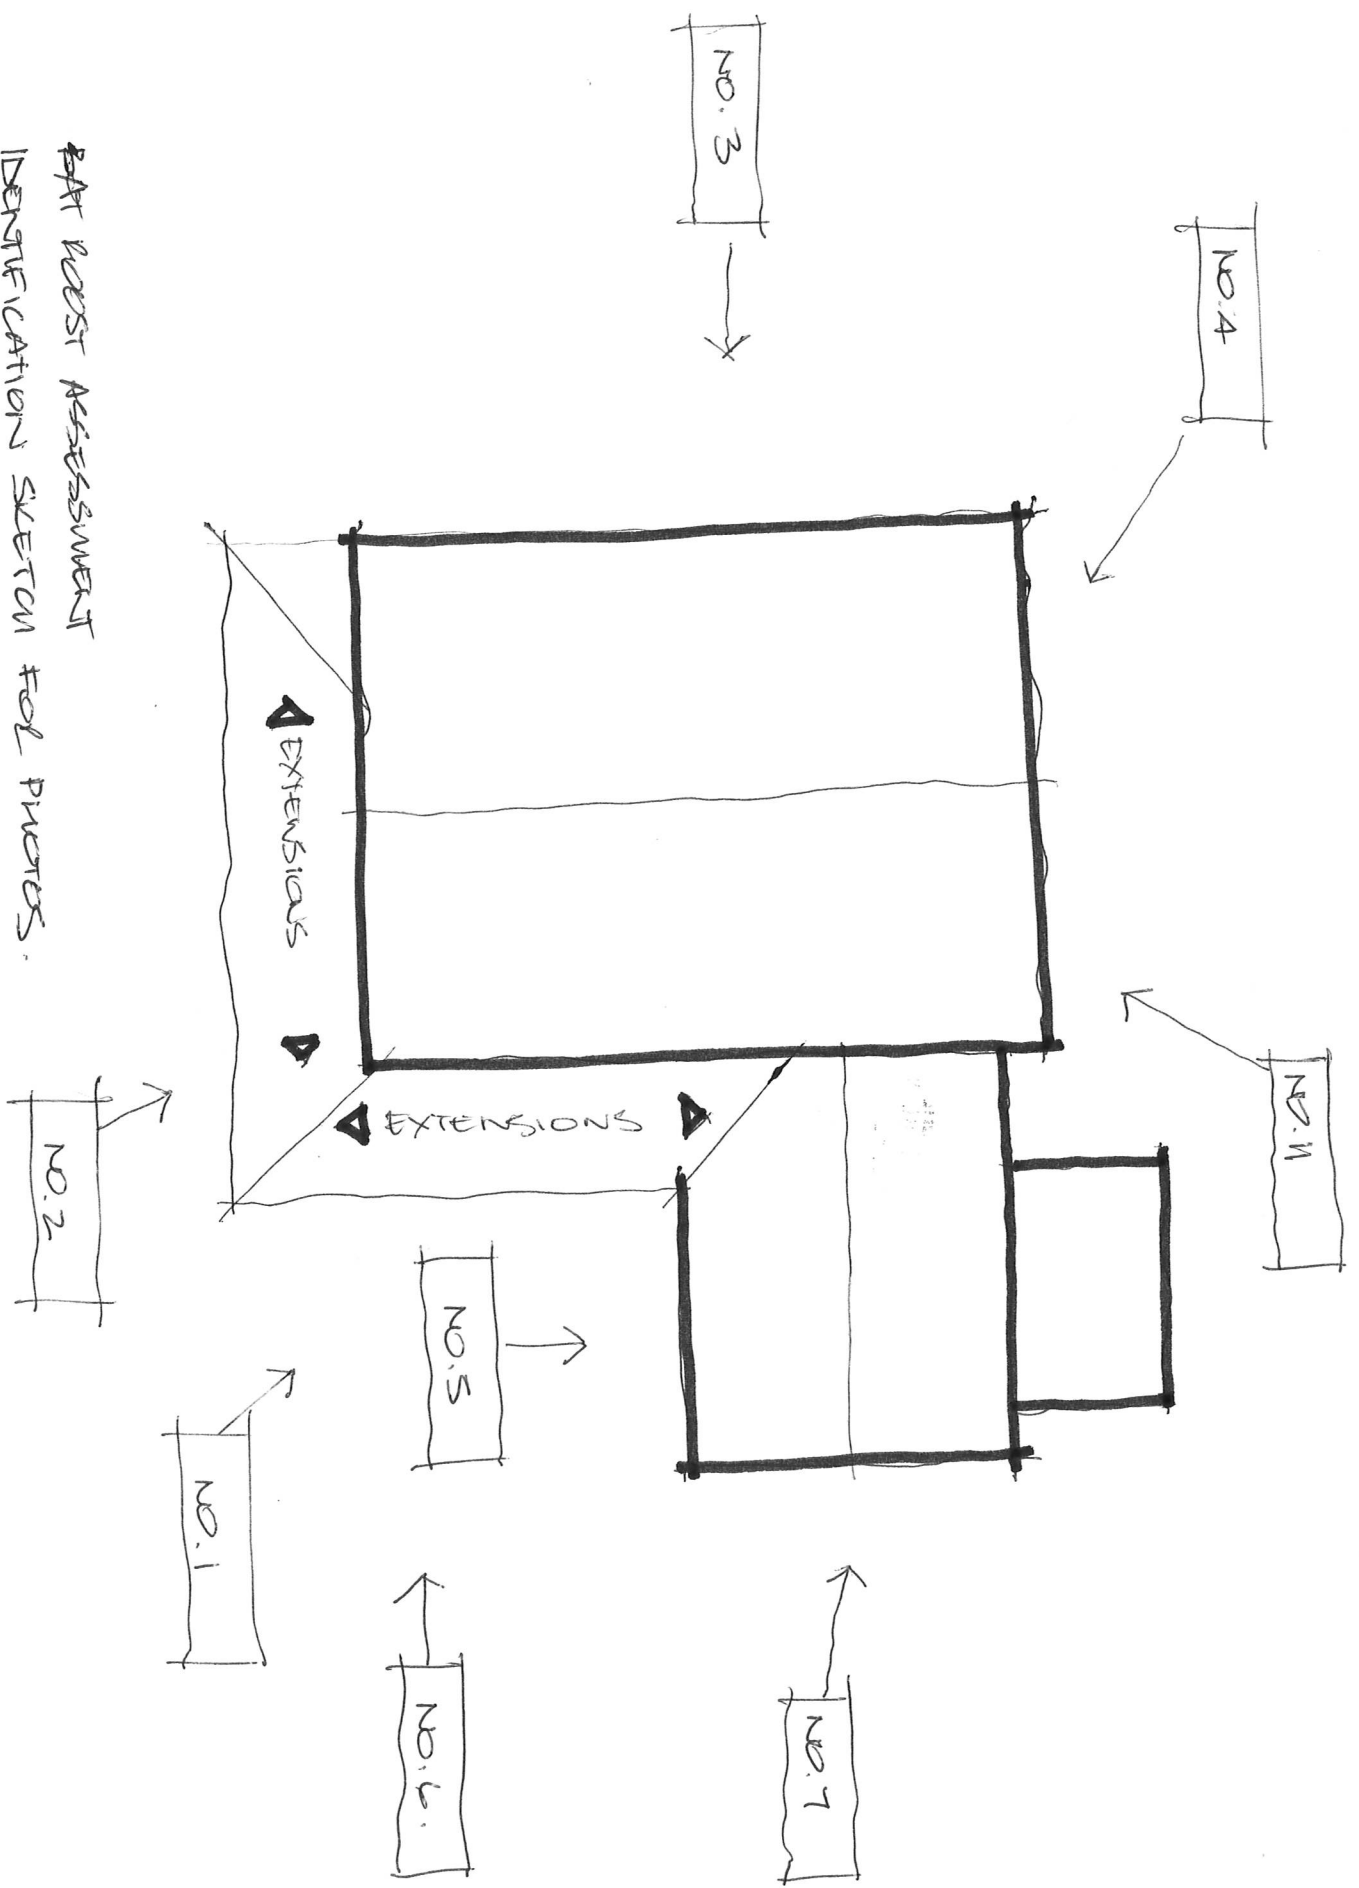 NO.11
NO.4
NO.7
NO.3
EXTENSIONS
NO.5
NO.6.
EXTENSIONS
NO.1
NO.2
BAT ROOST ASSESSMENT
IDENTIFICATION SKETCH FOR PHOTOS.